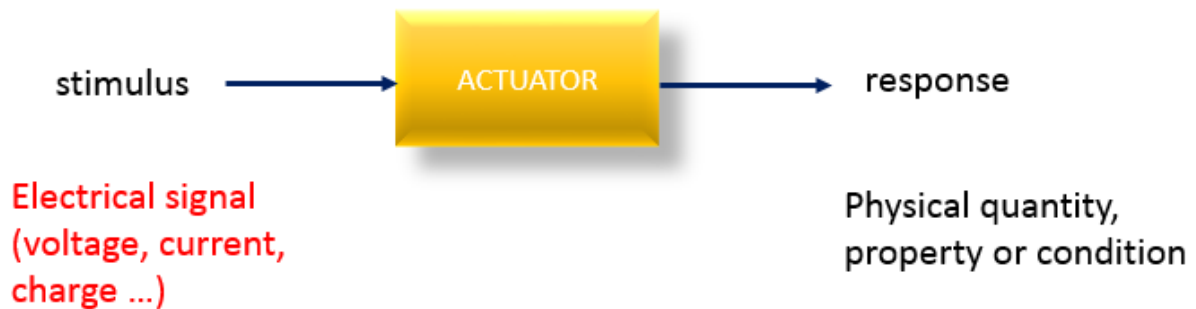 stimulus
ACTUATOR
response
Electrical signal
(voltage, current,
charge ...)
Physical quantity,
property or condition